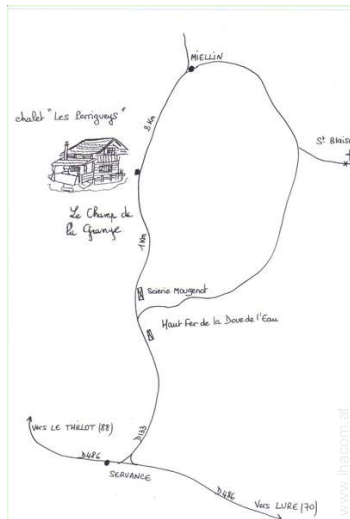 MIELLIN
chalet "Les Perrigueys"
2 Km
St Blaise
Le Champ de
la Grange
1 Km
Scierie Mougenot
Haut Fer de la Doue de l'Eau
Vers LE THILLOT (88)
D133
D486
SERVANCE
D486
Vers LURE (70)
www.ihacom.at